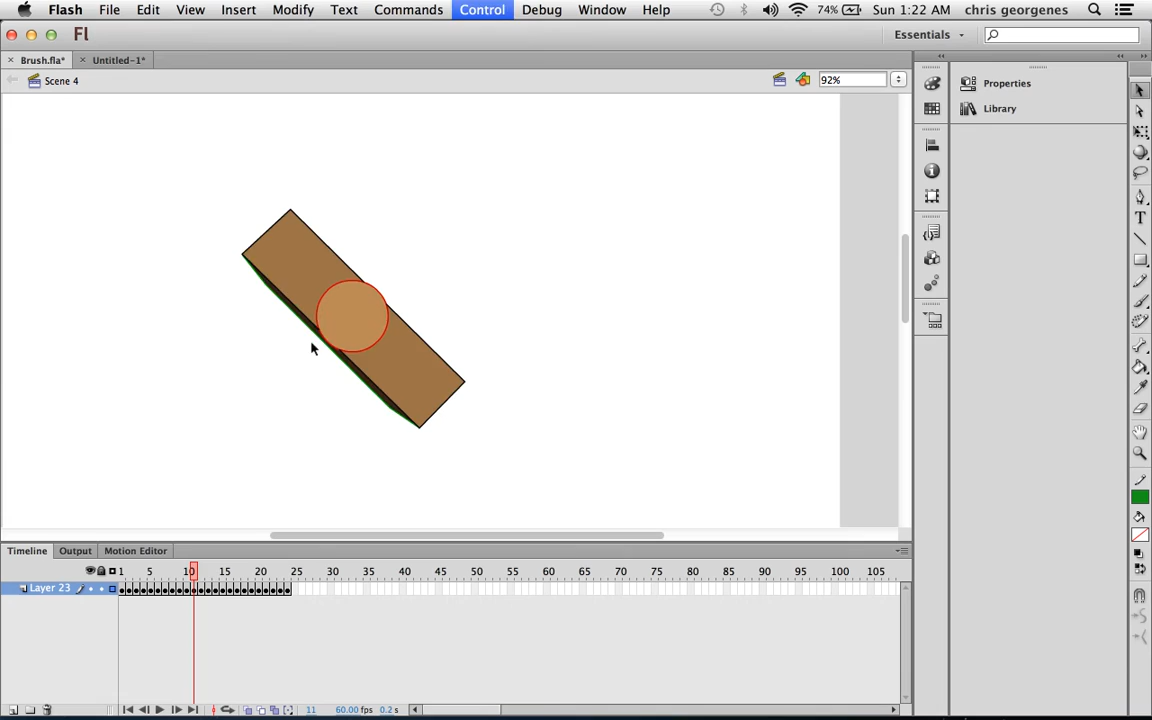 Flash File Edit View Insert Modify Text Commands Control Debug Window Help 74% Sun 1:22 AM chris georgenes
Fl Essentials
× Brush.fla* × Untitled-1*
Scene 4 92%
Properties
Library
T
Timeline Output Motion Editor
1 5 10 15 20 25 30 35 40 45 50 55 60 65 70 75 80 85 90 95 100 105
Layer 23
11 60.00 fps 0.2 s